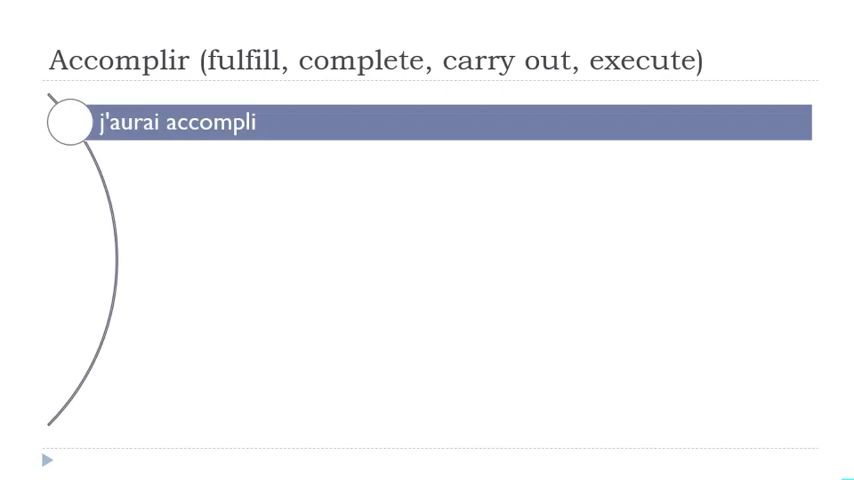 Accomplir (fulfill, complete, carry out, execute)
j'aurai accompli